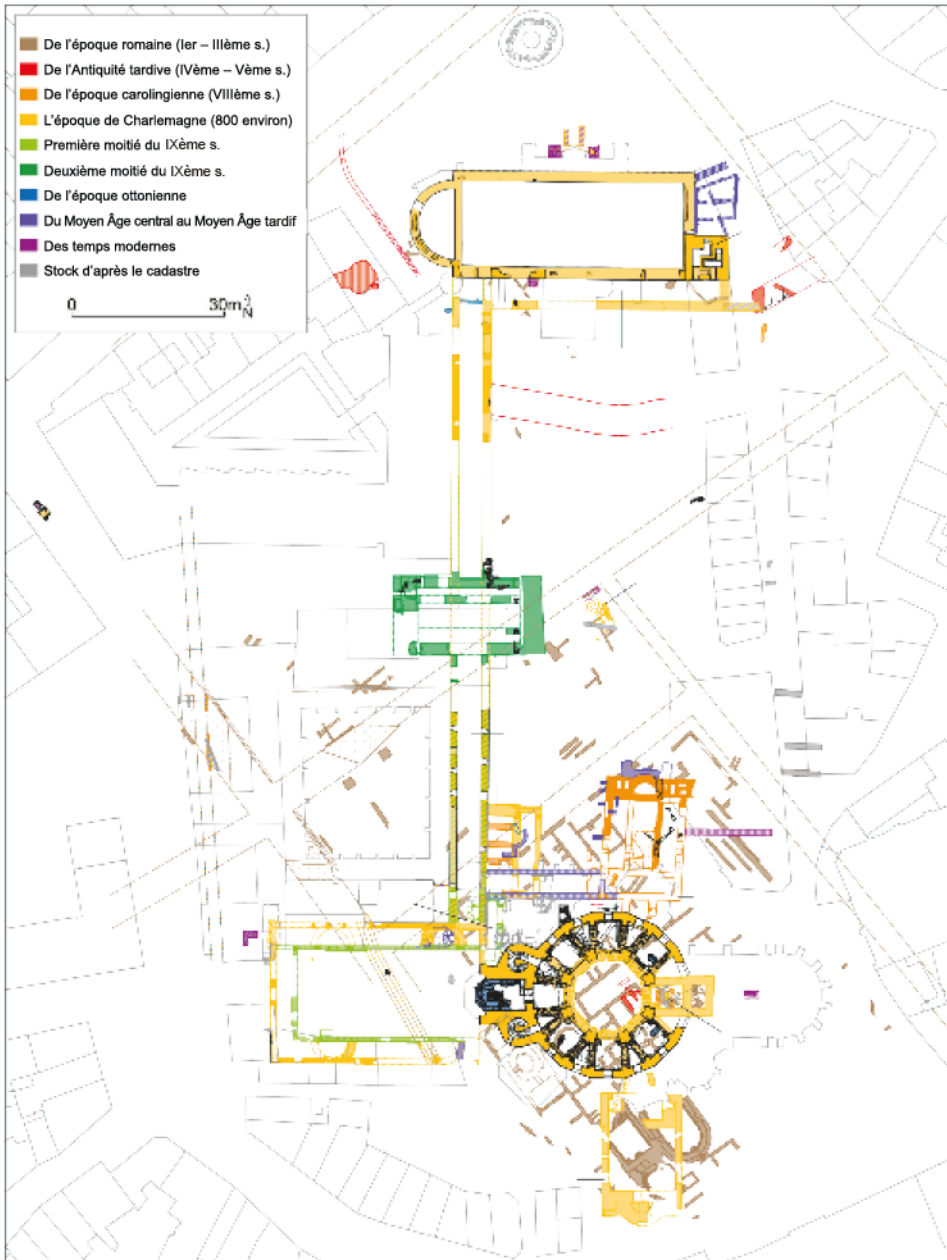 De l'époque romaine (Ier – IIIème s.)
De l'Antiquité tardive (IVème – Vème s.)
De l'époque carolingienne (VIIIème s.)
L'époque de Charlemagne (800 environ)
Première moitié du IXème s.
Deuxième moitié du IXème s.
De l'époque ottonienne
Du Moyen Âge central au Moyen Âge tardif
Des temps modernes
Stock d'après le cadastre
0 30m N